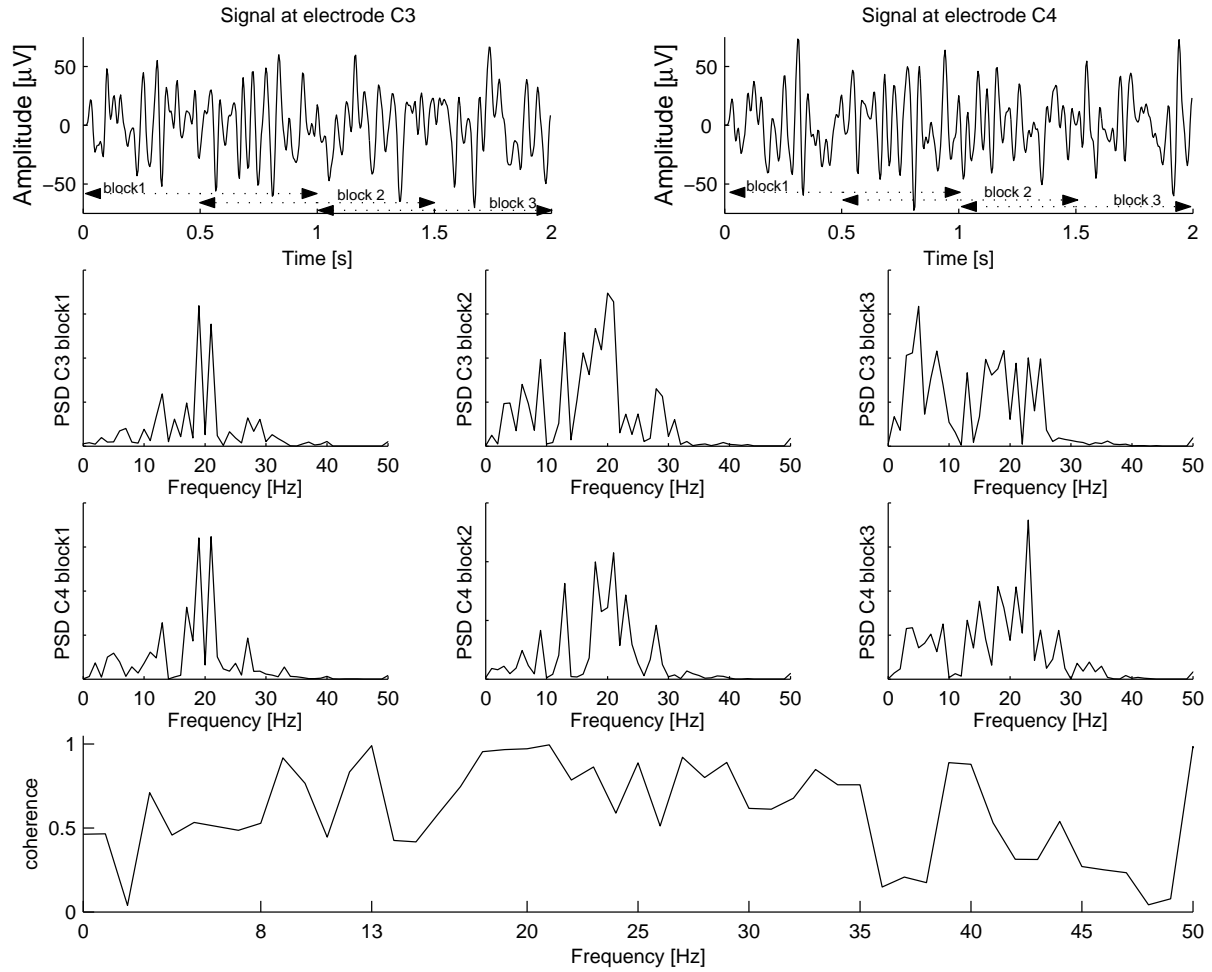 Signal at electrode C3
Signal at electrode C4
Amplitude [μV]
50
0
−50
block1
block 2
block 3
0 0.5 1 1.5 2
Time [s]
Amplitude [μV]
50
0
−50
block1
block 2
block 3
0 0.5 1 1.5 2
Time [s]
PSD C3 block1
0 10 20 30 40 50
Frequency [Hz]
PSD C3 block2
0 10 20 30 40 50
Frequency [Hz]
PSD C3 block3
0 10 20 30 40 50
Frequency [Hz]
PSD C4 block1
0 10 20 30 40 50
Frequency [Hz]
PSD C4 block2
0 10 20 30 40 50
Frequency [Hz]
PSD C4 block3
0 10 20 30 40 50
Frequency [Hz]
coherence
1
0.5
0
0 8 13 20 25 30 35 40 45 50
Frequency [Hz]